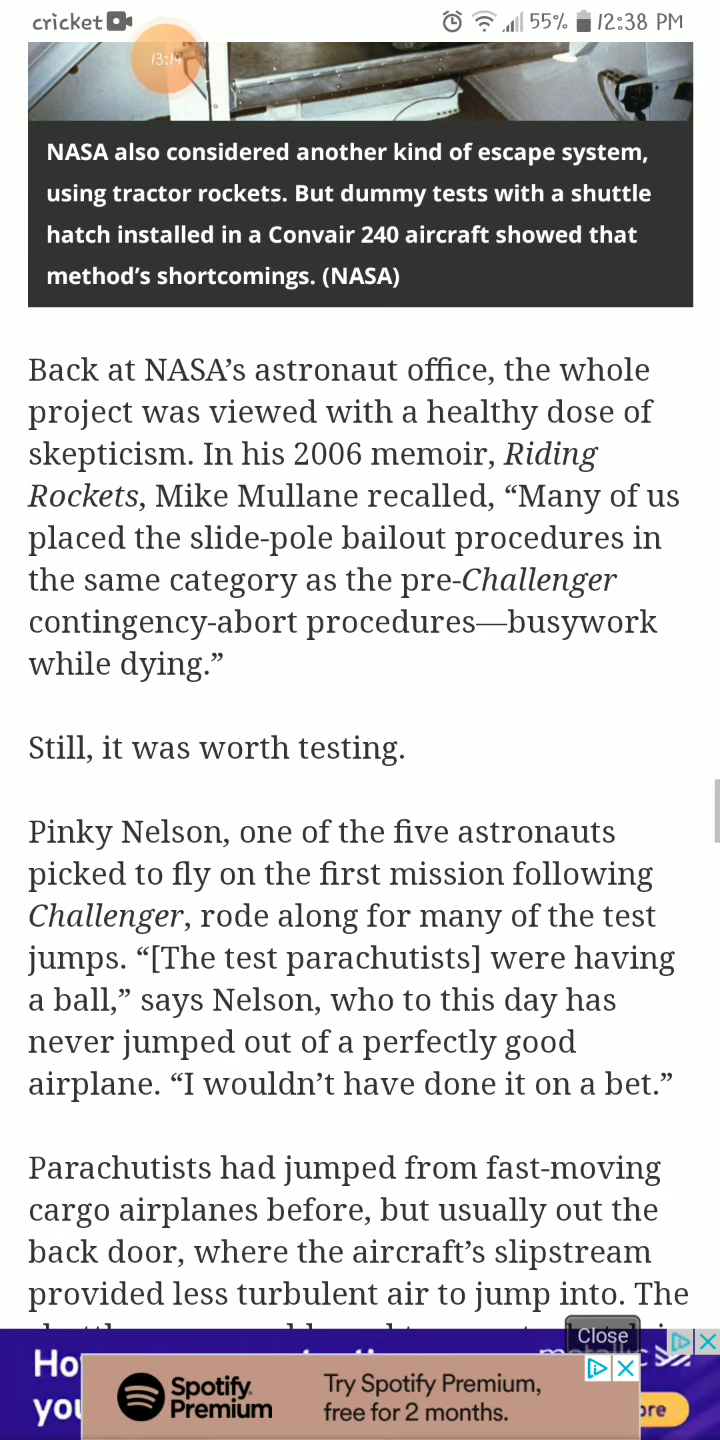 cricket
55% 12:38 PM
13:19
NASA also considered another kind of escape system,
using tractor rockets. But dummy tests with a shuttle
hatch installed in a Convair 240 aircraft showed that
method’s shortcomings. (NASA)
Back at NASA’s astronaut office, the whole
project was viewed with a healthy dose of
skepticism. In his 2006 memoir, Riding
Rockets, Mike Mullane recalled, “Many of us
placed the slide-pole bailout procedures in
the same category as the pre-Challenger
contingency-abort procedures—busywork
while dying.”
Still, it was worth testing.
Pinky Nelson, one of the five astronauts
picked to fly on the first mission following
Challenger, rode along for many of the test
jumps. “[The test parachutists] were having
a ball,” says Nelson, who to this day has
never jumped out of a perfectly good
airplane. “I wouldn’t have done it on a bet.”
Parachutists had jumped from fast-moving
cargo airplanes before, but usually out the
back door, where the aircraft’s slipstream
provided less turbulent air to jump into. The
Close
Spotify Premium
Try Spotify Premium,
free for 2 months.